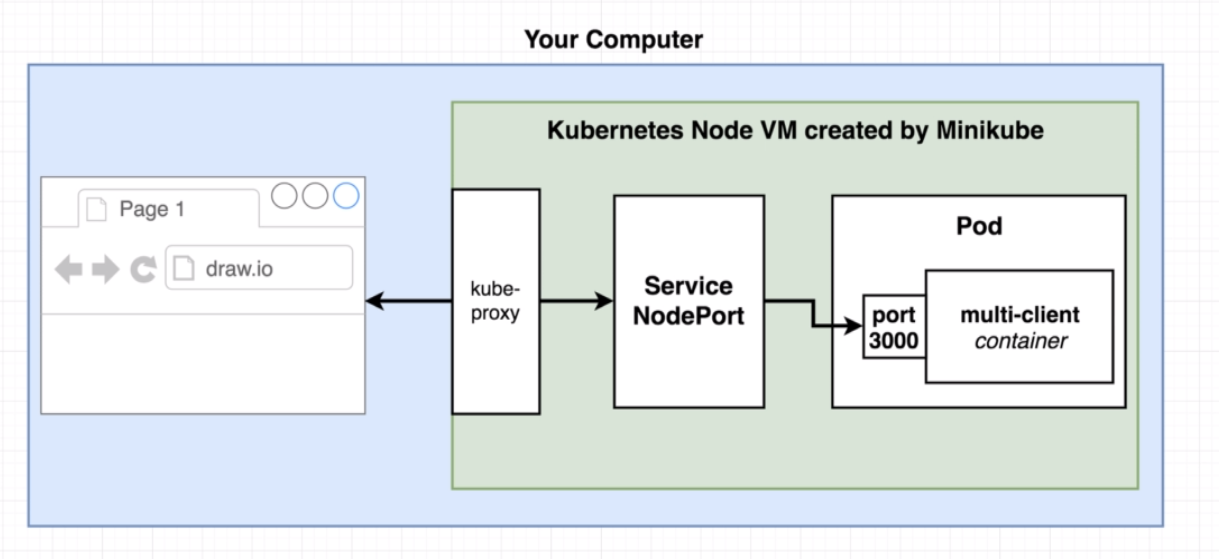 Your Computer
Kubernetes Node VM created by Minikube
Page 1
draw.io
kube-
proxy
Service
NodePort
Pod
port
3000
multi-client
container